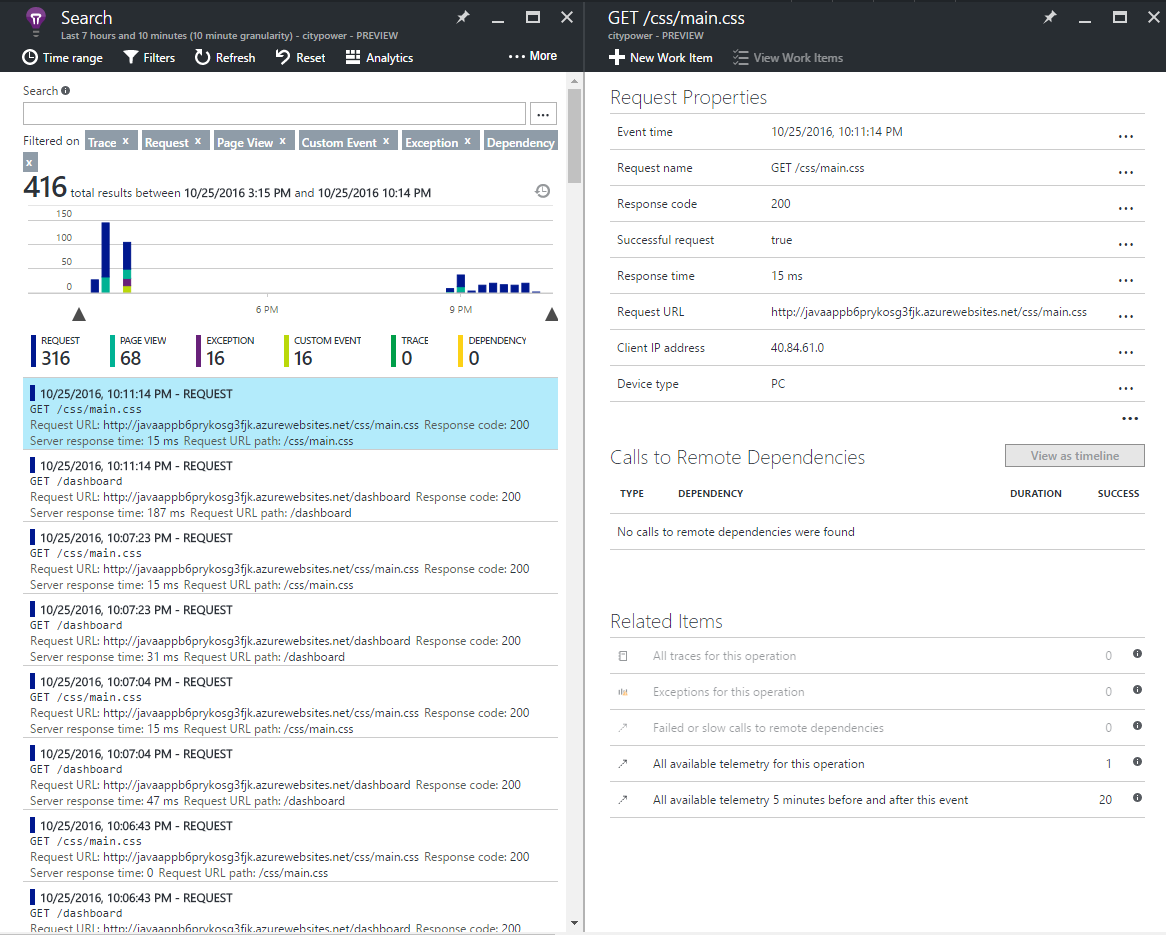 Search
Last 7 hours and 10 minutes (10 minute granularity) - citypower - PREVIEW
Time range Filters Refresh Reset Analytics ... More
Search
...
Filtered on Trace x Request x Page View x Custom Event x Exception x Dependency
x
416 total results between 10/25/2016 3:15 PM and 10/25/2016 10:14 PM
150
100
50
0
6 PM 9 PM
REQUEST PAGE VIEW EXCEPTION CUSTOM EVENT TRACE DEPENDENCY
316 68 16 16 0 0
10/25/2016, 10:11:14 PM - REQUEST
GET /css/main.css
Request URL: http://javaappb6prykosg3fjk.azurewebsites.net/css/main.css Response code: 200
Server response time: 15 ms Request URL path: /css/main.css
10/25/2016, 10:11:14 PM - REQUEST
GET /dashboard
Request URL: http://javaappb6prykosg3fjk.azurewebsites.net/dashboard Response code: 200
Server response time: 187 ms Request URL path: /dashboard
10/25/2016, 10:07:23 PM - REQUEST
GET /css/main.css
Request URL: http://javaappb6prykosg3fjk.azurewebsites.net/css/main.css Response code: 200
Server response time: 15 ms Request URL path: /css/main.css
10/25/2016, 10:07:23 PM - REQUEST
GET /dashboard
Request URL: http://javaappb6prykosg3fjk.azurewebsites.net/dashboard Response code: 200
Server response time: 31 ms Request URL path: /dashboard
10/25/2016, 10:07:04 PM - REQUEST
GET /css/main.css
Request URL: http://javaappb6prykosg3fjk.azurewebsites.net/css/main.css Response code: 200
Server response time: 15 ms Request URL path: /css/main.css
10/25/2016, 10:07:04 PM - REQUEST
GET /dashboard
Request URL: http://javaappb6prykosg3fjk.azurewebsites.net/dashboard Response code: 200
Server response time: 47 ms Request URL path: /dashboard
10/25/2016, 10:06:43 PM - REQUEST
GET /css/main.css
Request URL: http://javaappb6prykosg3fjk.azurewebsites.net/css/main.css Response code: 200
Server response time: 0 Request URL path: /css/main.css
10/25/2016, 10:06:43 PM - REQUEST
GET /dashboard
Request URL: http://javaappb6prykosg3fjk.azurewebsites.net/dashboard Response code: 200
GET /css/main.css
citypower - PREVIEW
New Work Item View Work Items
Request Properties
Event time 10/25/2016, 10:11:14 PM ...
Request name GET /css/main.css ...
Response code 200 ...
Successful request true ...
Response time 15 ms ...
Request URL http://javaappb6prykosg3fjk.azurewebsites.net/css/main.css ...
Client IP address 40.84.61.0 ...
Device type PC ...
...
Calls to Remote Dependencies View as timeline
TYPE DEPENDENCY DURATION SUCCESS
No calls to remote dependencies were found
Related Items
All traces for this operation 0
Exceptions for this operation 0
Failed or slow calls to remote dependencies 0
All available telemetry for this operation 1
All available telemetry 5 minutes before and after this event 20